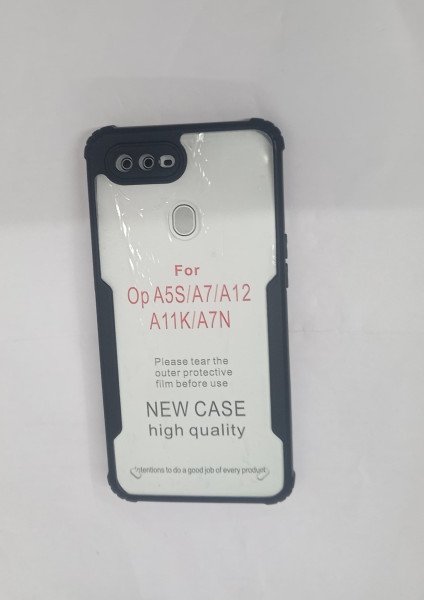 For
Op A5S/A7/A12
A11K/A7N
Please tear the
outer protective
film before use
NEW CASE
high quality
Intentions to do a good job of every product